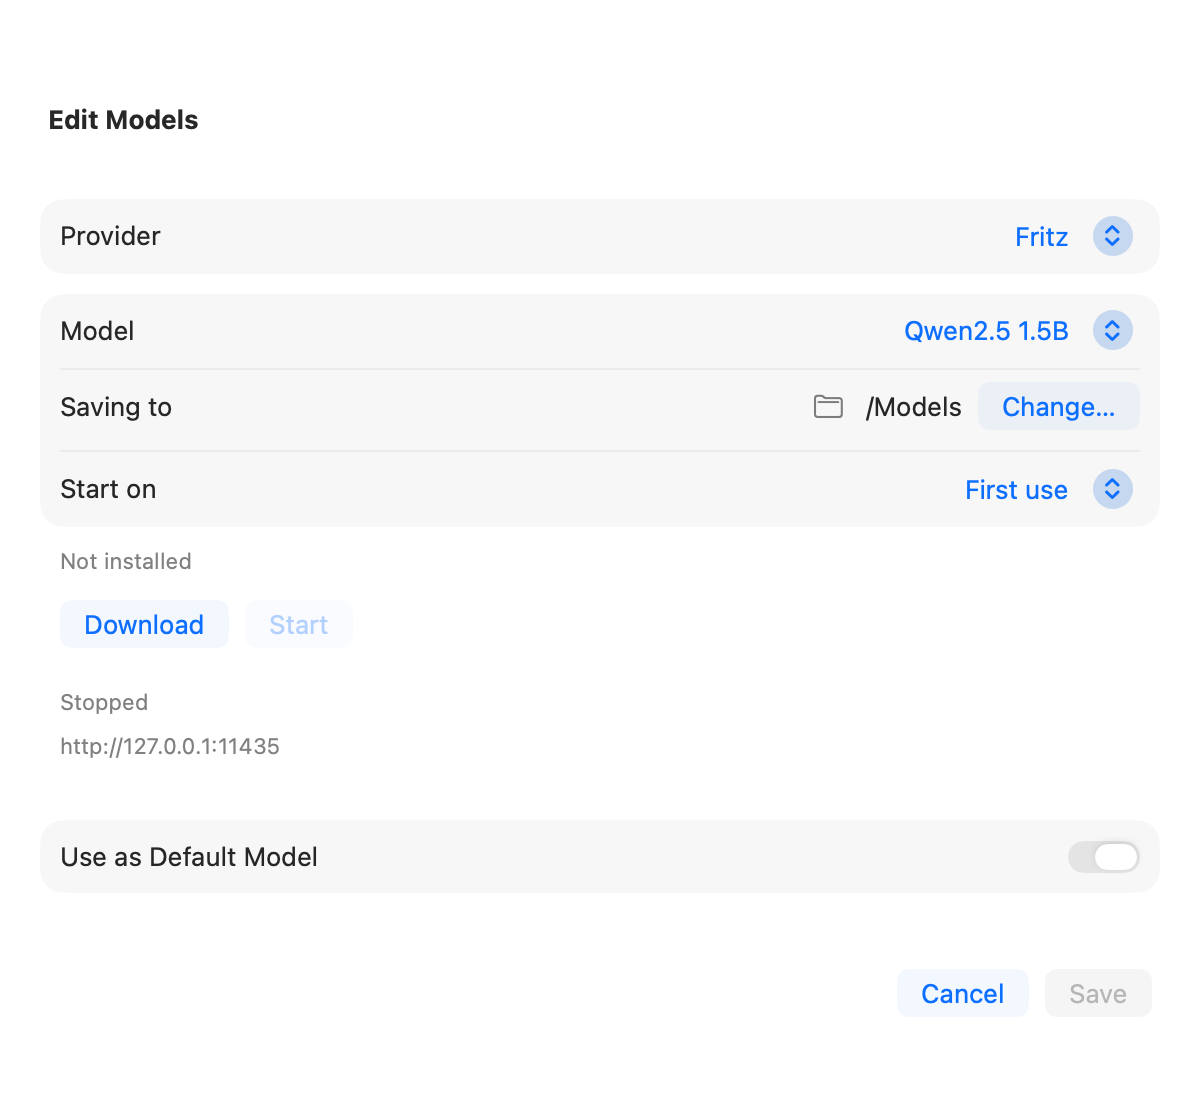 Edit Models
Provider Fritz
Model Qwen2.5 1.5B
Saving to /Models Change...
Start on First use
Not installed
Download Start
Stopped
http://127.0.0.1:11435
Use as Default Model
Cancel Save